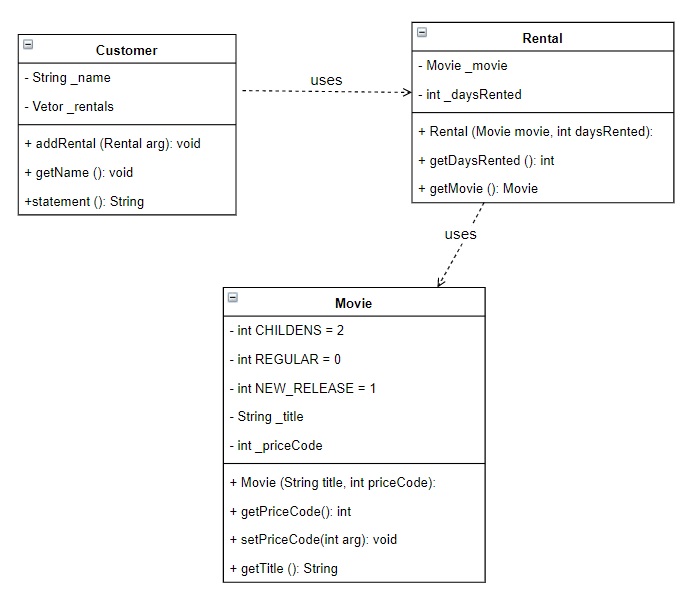 Customer
- String _name
- Vetor _rentals
+ addRental (Rental arg): void
+ getName (): void
+statement (): String
uses
Rental
- Movie _movie
- int _daysRented
+ Rental (Movie movie, int daysRented):
+ getDaysRented (): int
+ getMovie (): Movie
uses
Movie
- int CHILDENS = 2
- int REGULAR = 0
- int NEW_RELEASE = 1
- String _title
- int _priceCode
+ Movie (String title, int priceCode):
+ getPriceCode(): int
+ setPriceCode(int arg): void
+ getTitle (): String